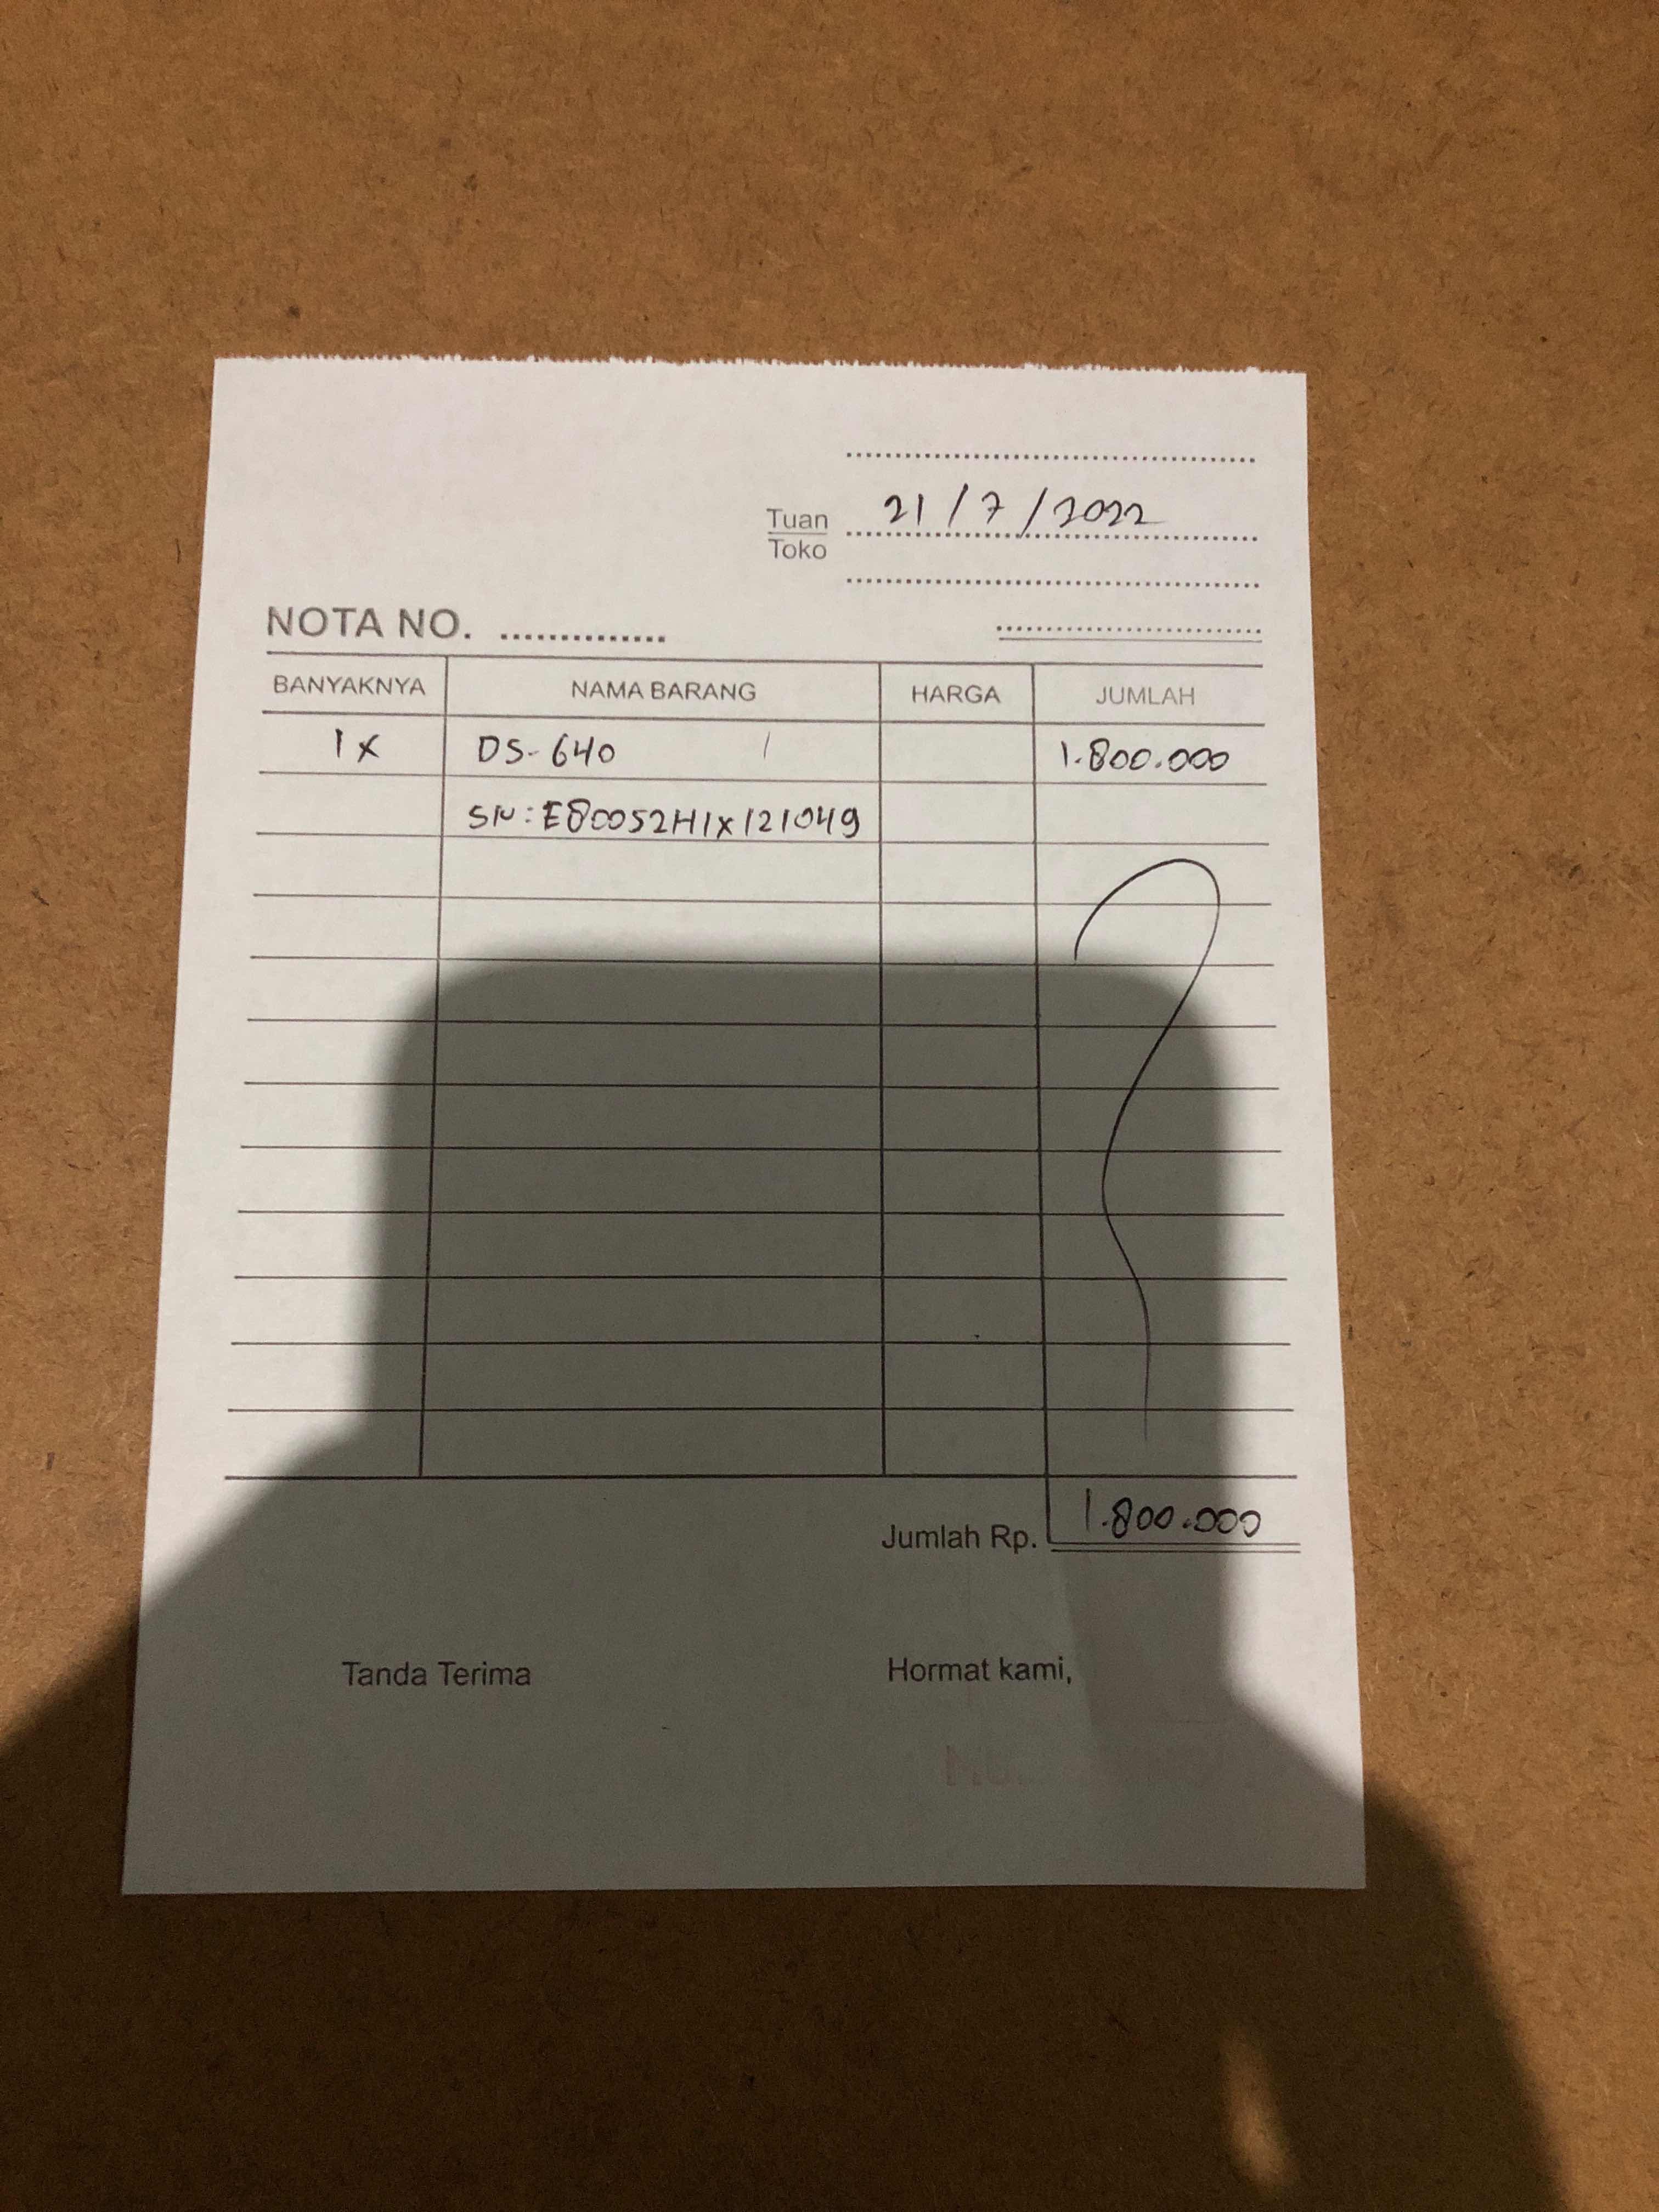 Tuan 21/7/2022
Toko
NOTA NO.
BANYAKNYA NAMA BARANG HARGA JUMLAH
1x DS-640 1.800.000
SN: E80052H1X121049
Jumlah Rp. 1.800.000
Tanda Terima Hormat kami,